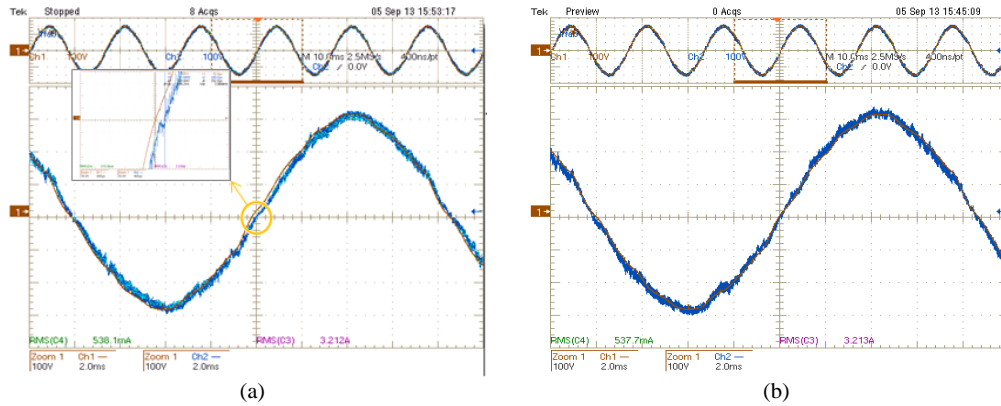 Tek Stopped 8 Acqs 05 Sep 13 15:53:17
1
Ch1 100V Ch2 100V M 10.0ms 2.5MS/s 400ns/pt
Ch2 / 0.0V
1
RMS(C4) 538.1mA RMS(C3) 3.212A
Zoom 1 Ch1 Zoom 1 Ch2
100V 2.0ms 100V 2.0ms
(a)
Tek Preview 0 Acqs 05 Sep 13 15:45:09
1
Ch1 100V Ch2 100V M 10.0ms 2.5MS/s 400ns/pt
Ch2 / 0.0V
1
RMS(C4) 537.7mA RMS(C3) 3.213A
Zoom 1 Ch1 Zoom 1 Ch2
100V 2.0ms 100V 2.0ms
(b)